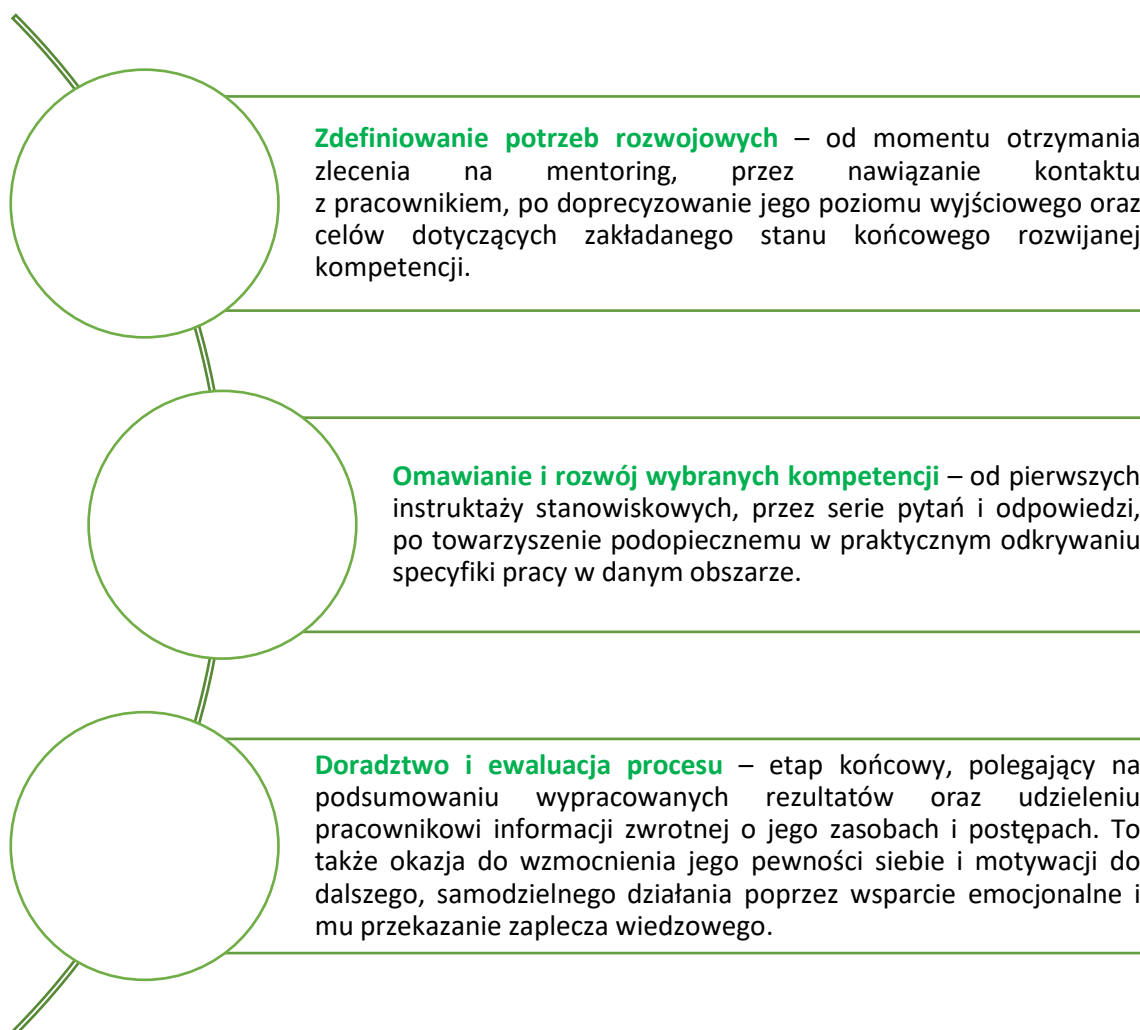 Zdefiniowanie potrzeb rozwojowych – od momentu otrzymania
zlecenia na mentoring, przez nawiązanie kontaktu
z pracownikiem, po doprecyzowanie jego poziomu wyjściowego oraz
celów dotyczących zakładanego stanu końcowego rozwijanej
kompetencji.
Omawianie i rozwój wybranych kompetencji – od pierwszych
instruktaży stanowiskowych, przez serie pytań i odpowiedzi,
po towarzyszenie podopiecznemu w praktycznym odkrywaniu
specyfiki pracy w danym obszarze.
Doradztwo i ewaluacja procesu – etap końcowy, polegający na
podsumowaniu wypracowanych rezultatów oraz udzieleniu
pracownikowi informacji zwrotnej o jego zasobach i postępach. To
także okazja do wzmocnienia jego pewności siebie i motywacji do
dalszego, samodzielnego działania poprzez wsparcie emocjonalne i
mu przekazanie zaplecza wiedzowego.